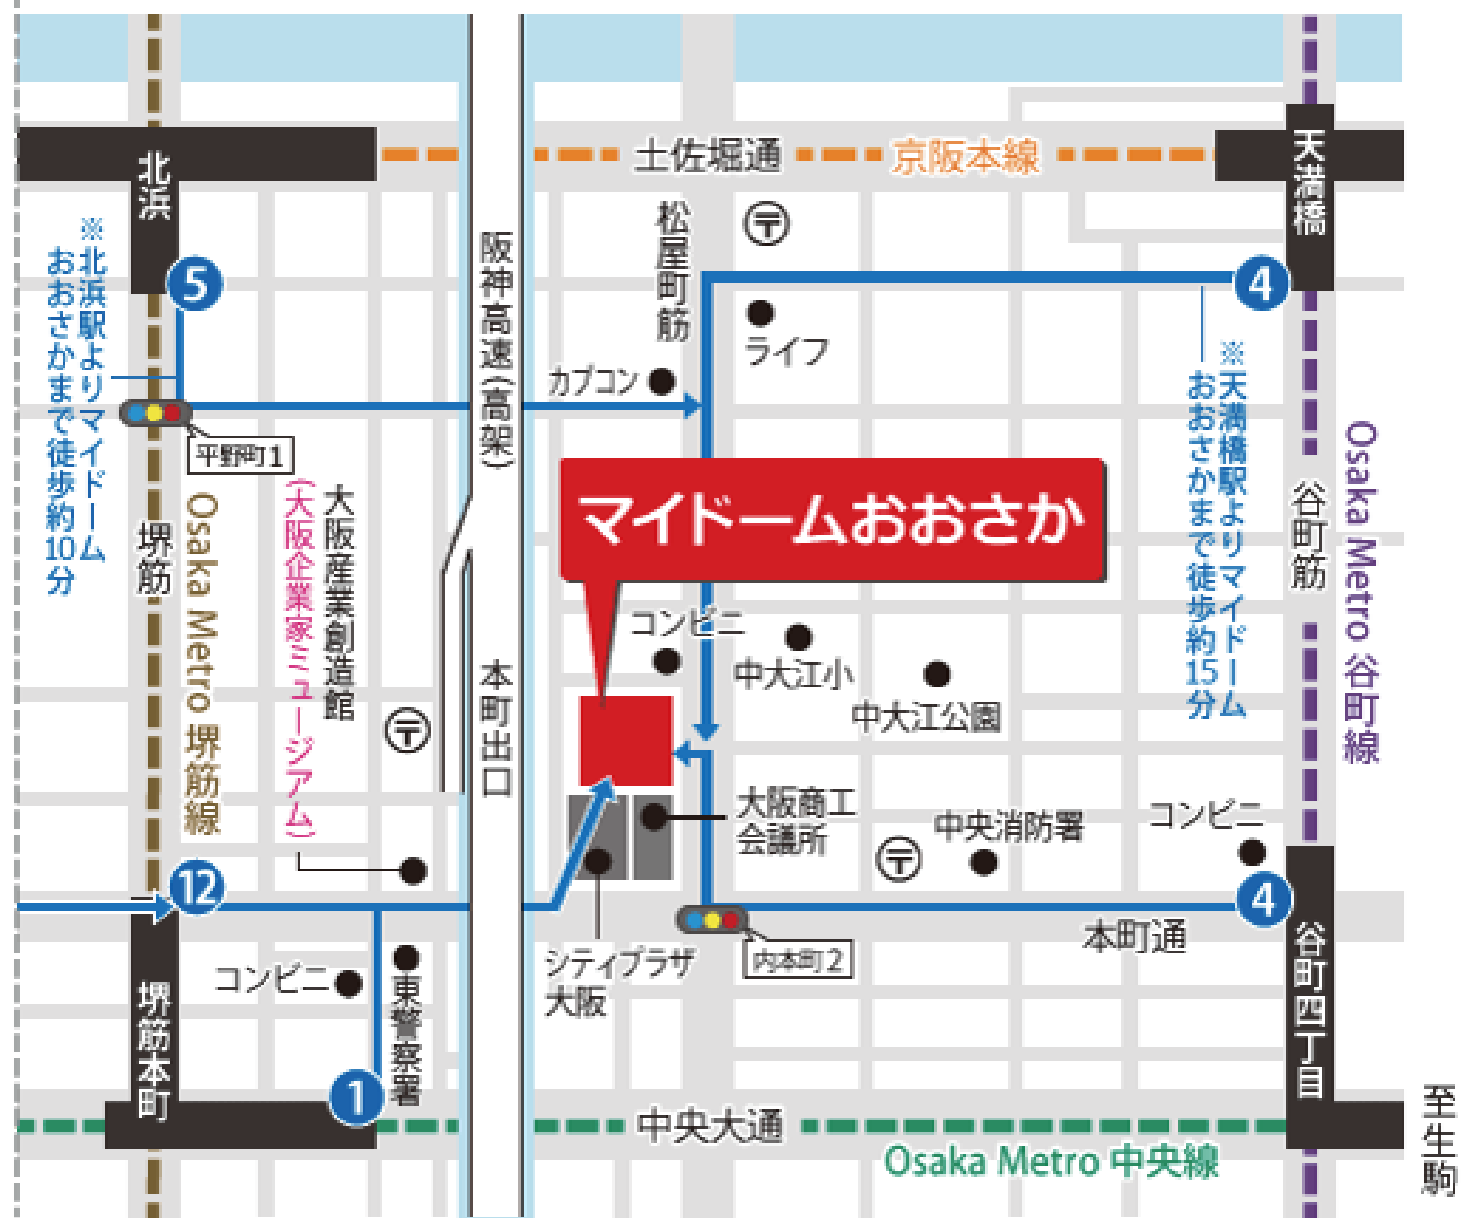 土佐堀通
京阪本線
北浜
天満橋
※北浜駅よりマイドーム
おおさかまで徒歩約10分
5
松屋町筋
〒
4
阪神高速(高架)
ライフ
カプコン
※天満橋駅よりマイドーム
おおさかまで徒歩約15分
平野町1
マイドームおおさか
Osaka Metro 谷町線
谷町筋
堺筋
Osaka Metro 堺筋線
大阪産業創造館
(大阪企業家ミュージアム)
コンビニ
中大江小
中大江公園
本町出口
〒
大阪商工
会議所
中央消防署
〒
コンビニ
12
4
本町通
内本町2
シティプラザ
大阪
コンビニ
東警察署
堺筋本町
谷町四丁目
1
中央大通
Osaka Metro 中央線
至生駒